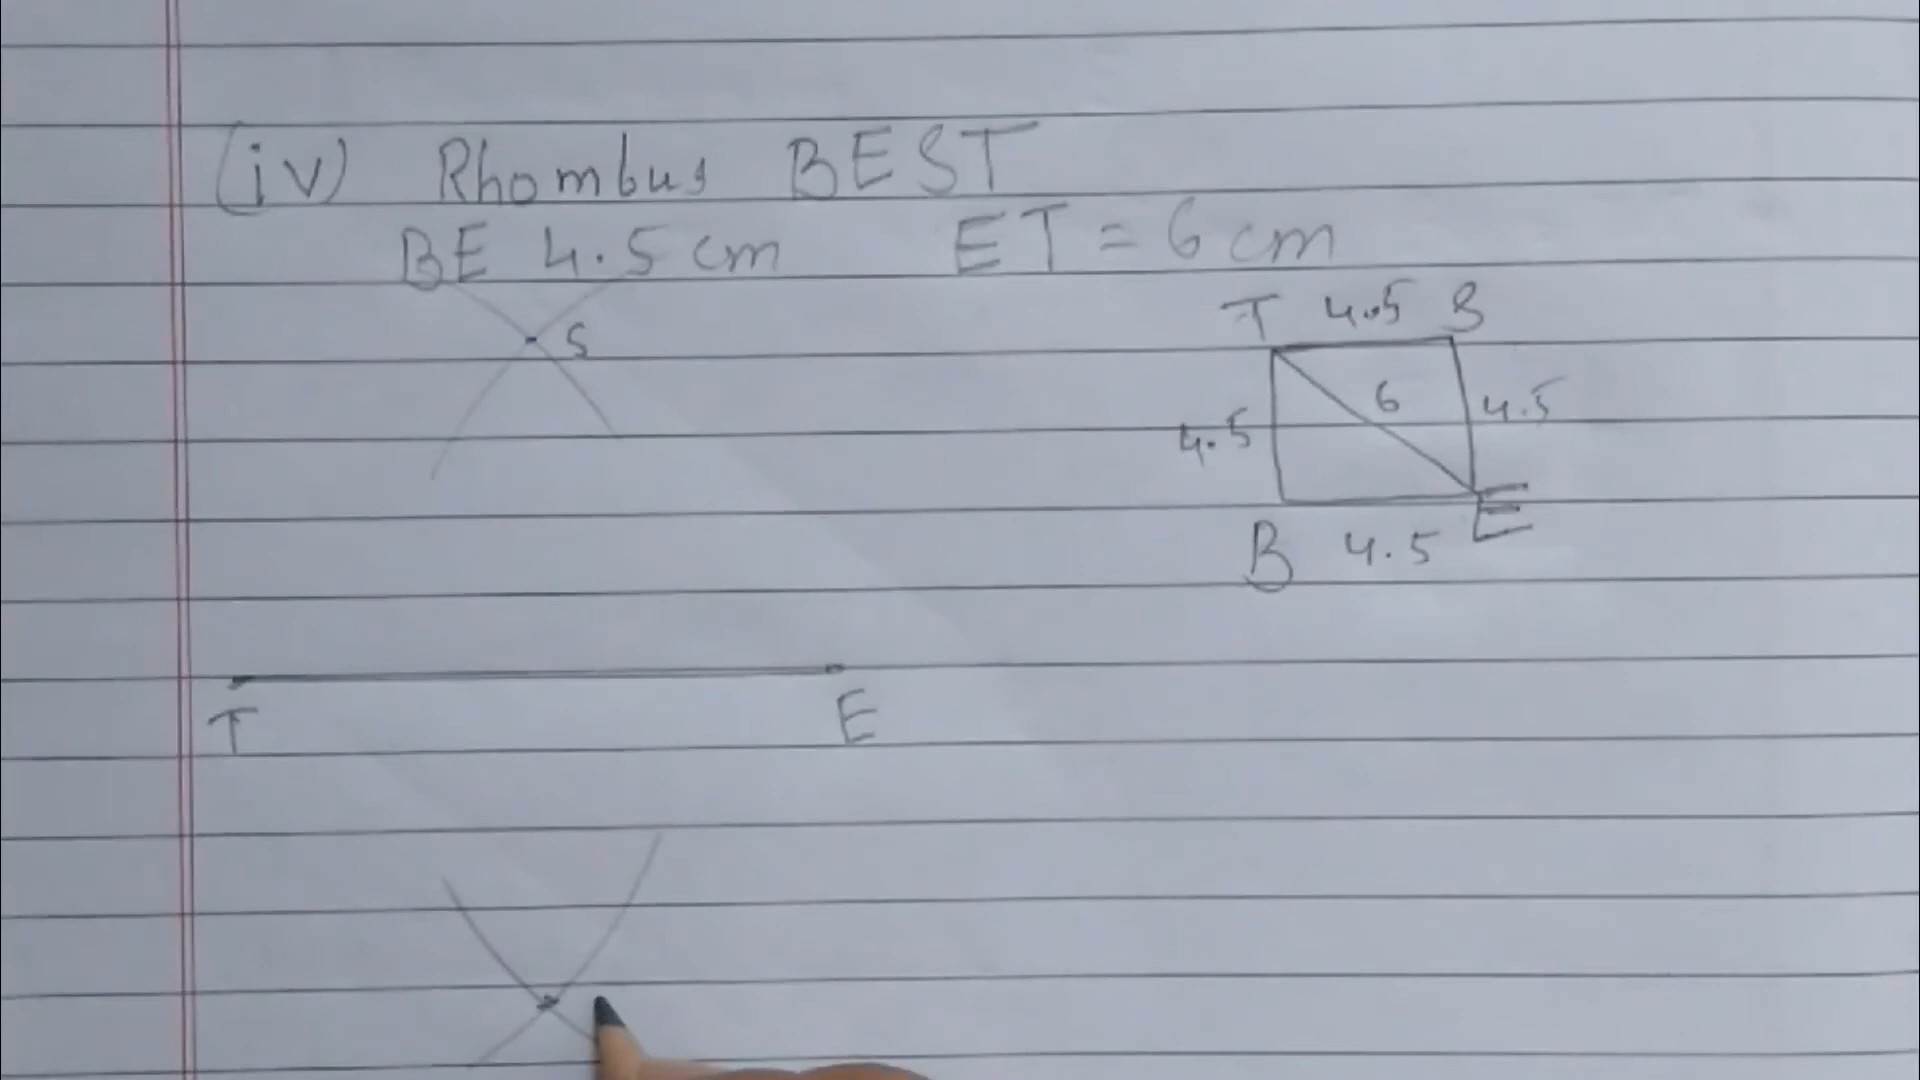 (iv) Rhombus BEST
BE 4.5 cm ET = 6 cm
S
T 4.5 S
6
4.5 4.5
B 4.5 E
T E